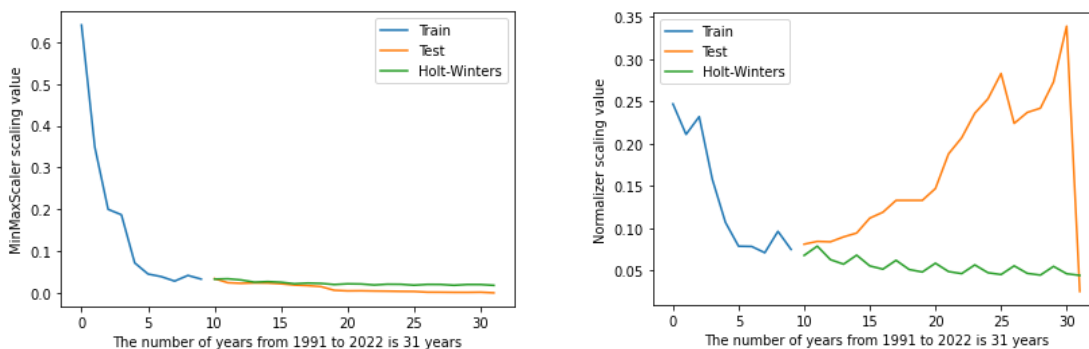 MinMaxScaler scaling value
0.6
0.5
0.4
0.3
0.2
0.1
0.0
Train
Test
Holt-Winters
0 5 10 15 20 25 30
The number of years from 1991 to 2022 is 31 years
Normalizer scaling value
0.35
0.30
0.25
0.20
0.15
0.10
0.05
Train
Test
Holt-Winters
0 5 10 15 20 25 30
The number of years from 1991 to 2022 is 31 years